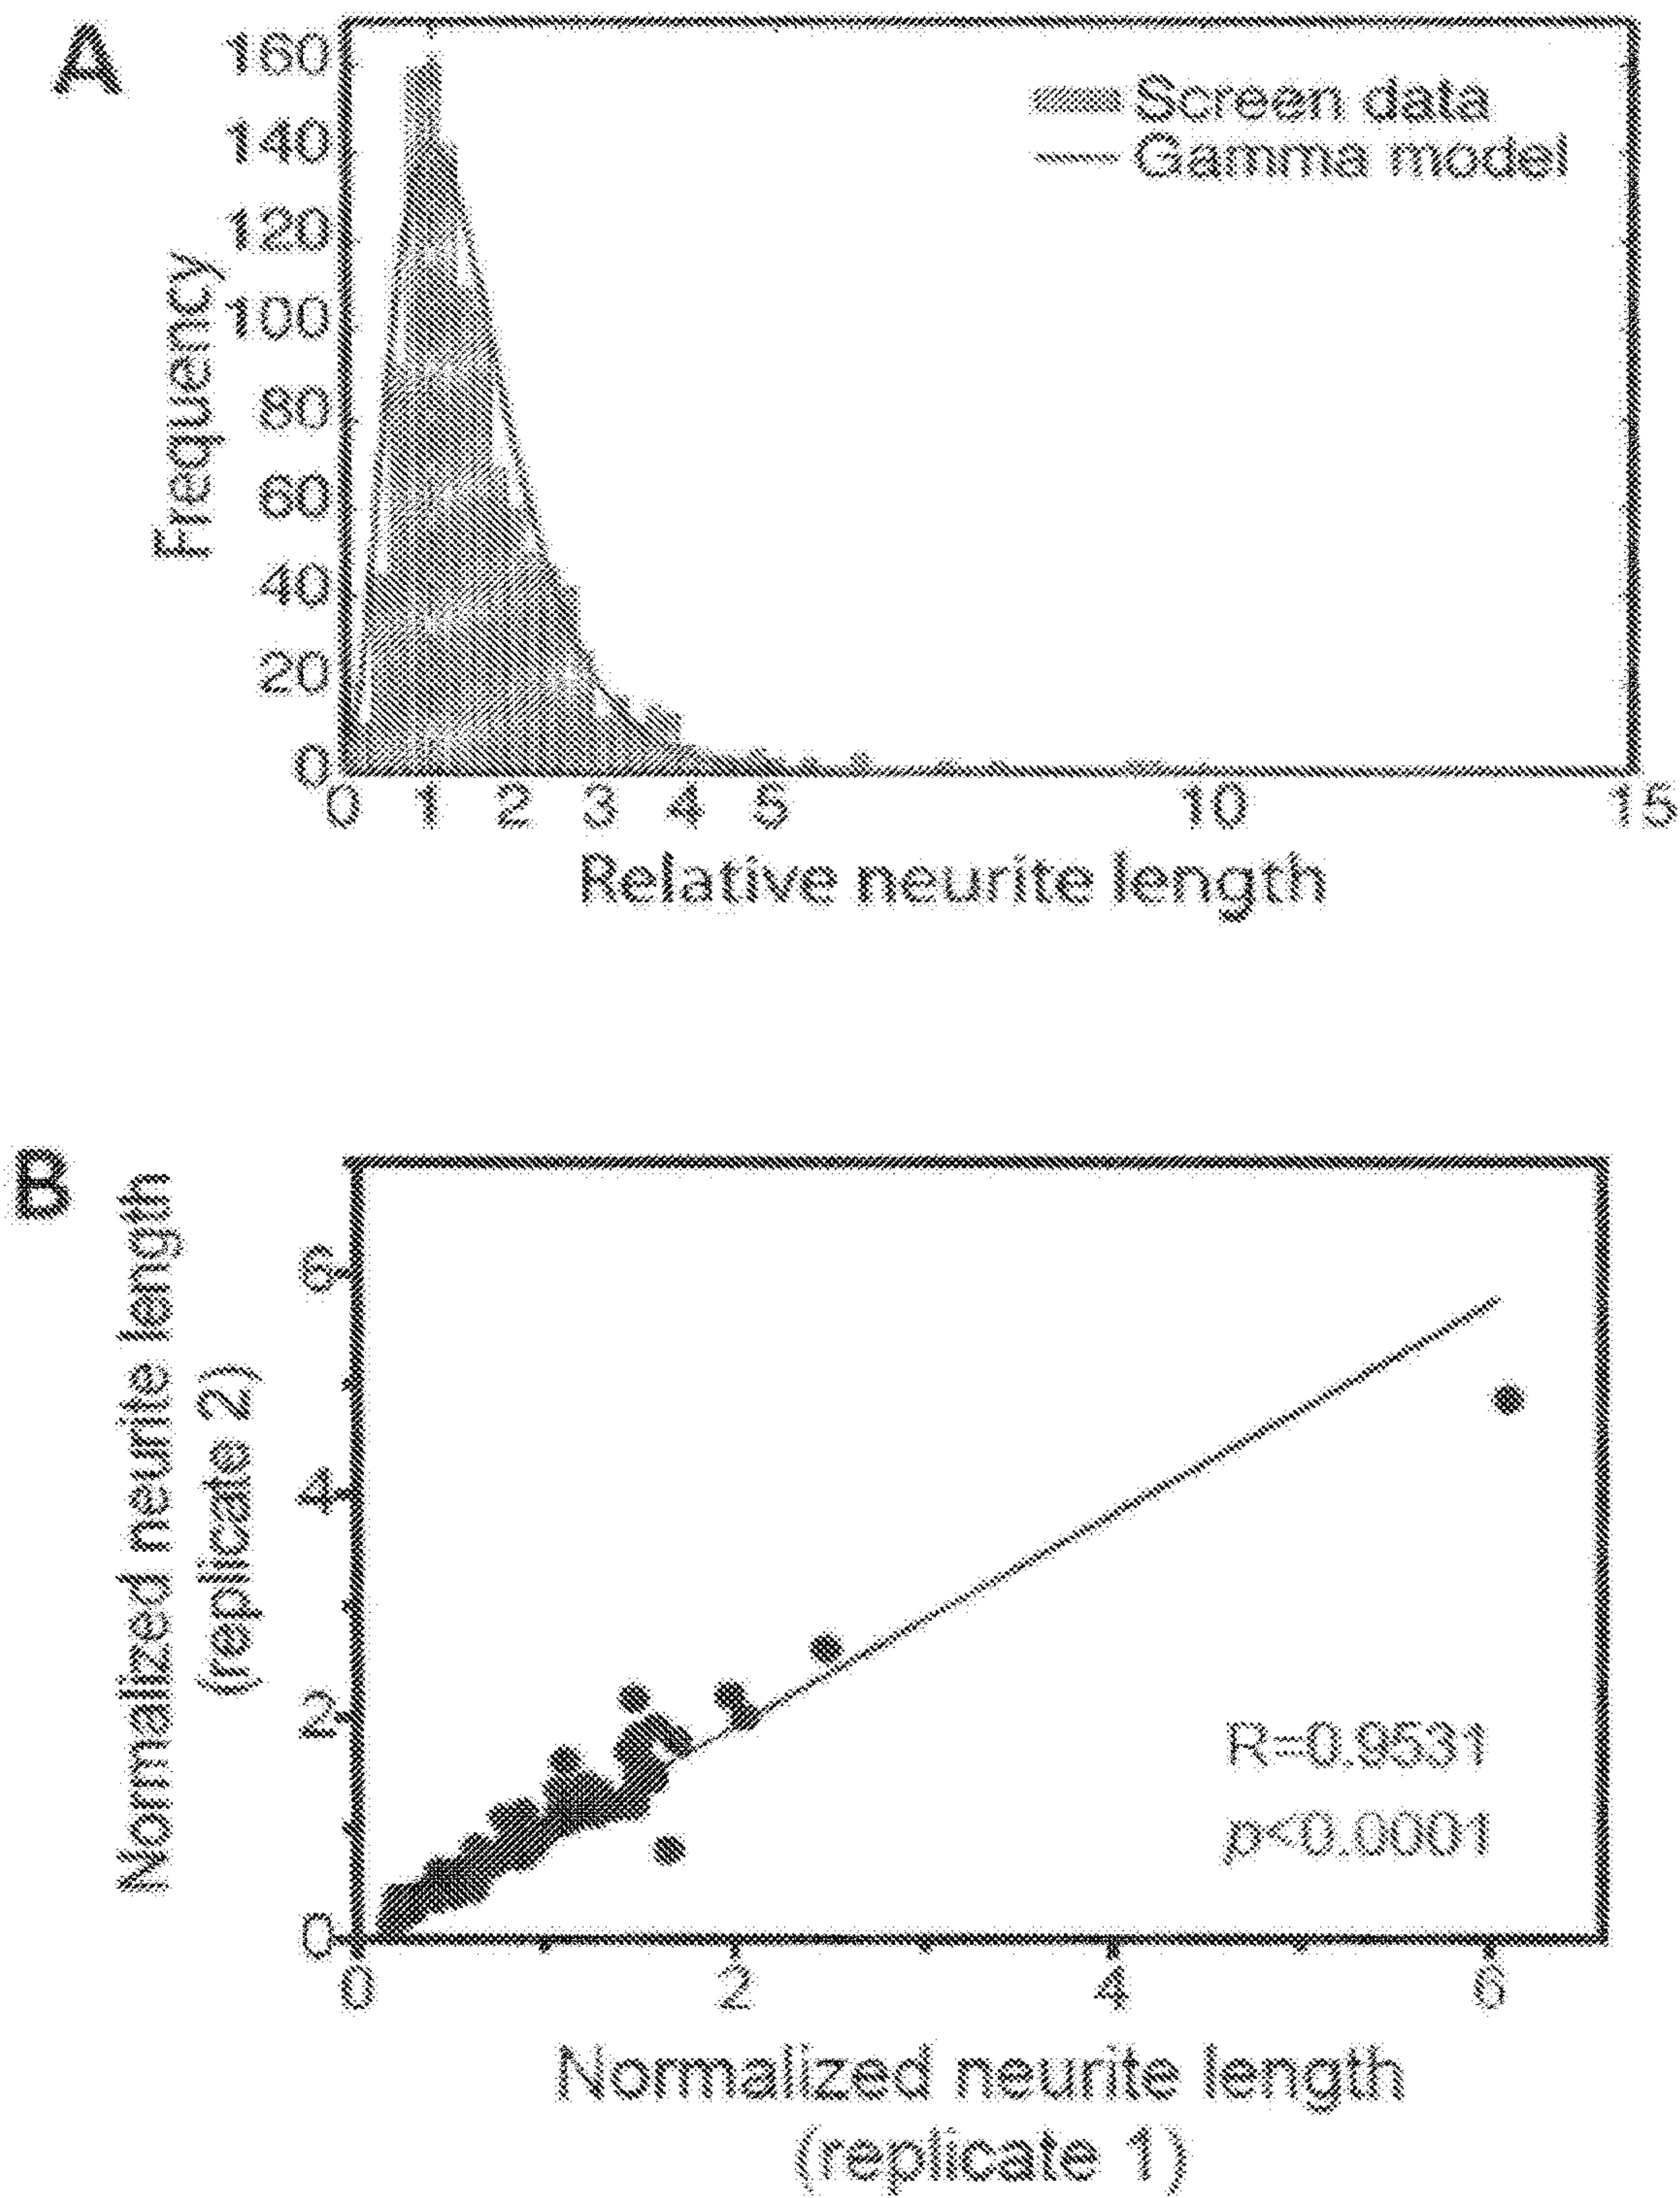 A
160
140
120
100
80
60
40
20
0
Frequency
Screen data
Gamma model
0 1 2 3 4 5 10 15
Relative neurite length
B
Normalized neurite length
(replicate 2)
6
4
2
0
R=0.9531
p<0.0001
0 2 4 6
Normalized neurite length
(replicate 1)